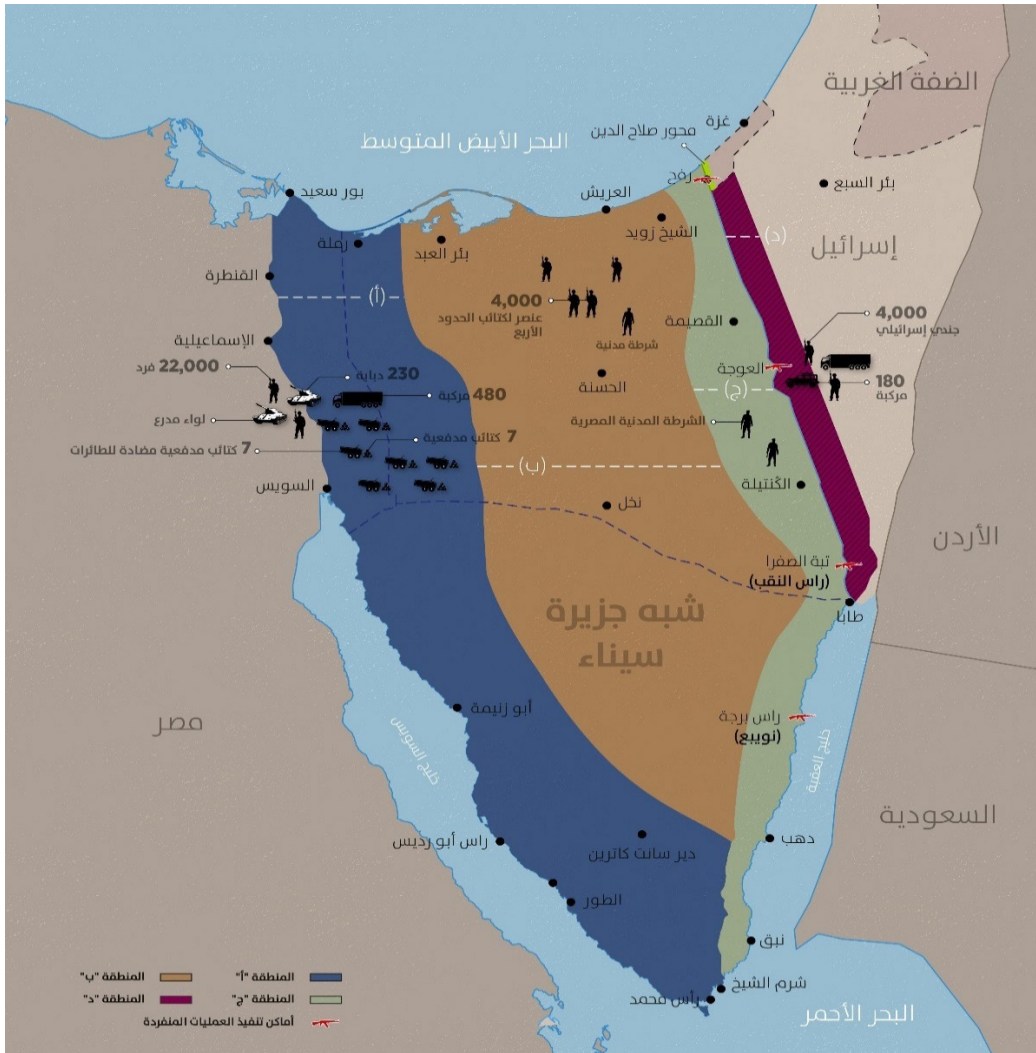 الضفة الغربية
غزة
محور صلاح الدين
البحر الأبيض المتوسط
رفح
بئر السبع
بور سعيد
العريش
الشيخ زويد
(د)
إسرائيل
رملة
بئر العبد
القنطرة
(أ)
4,000
عنصر لكتائب الحدود
الأربع
شرطة مدنية
القصيمة
4,000
جندي إسرائيلي
الإسماعيلية
22,000 فرد
230 دبابة
480 مركبة
الحسنة
العوجة
(ج)
180
مركبة
لواء مدرع
7 كتائب مدفعية
الشرطة المدنية المصرية
7 كتائب مدفعية مضادة للطائرات
(ب)
السويس
نخل
الكُنتيلة
الأردن
تبة الصفرا
(راس النقب)
طابا
شبه جزيرة
سيناء
مصر
أبو زنيمة
راس برجة
(نويبع)
خليج السويس
خليج العقبة
السعودية
راس أبو رديس
دير سانت كاترين
دهب
الطور
نبق
شرم الشيخ
رأس محمد
البحر الأحمر
المنطقة "أ"
المنطقة "ب"
المنطقة "ج"
المنطقة "د"
أماكن تنفيذ العمليات المنفردة